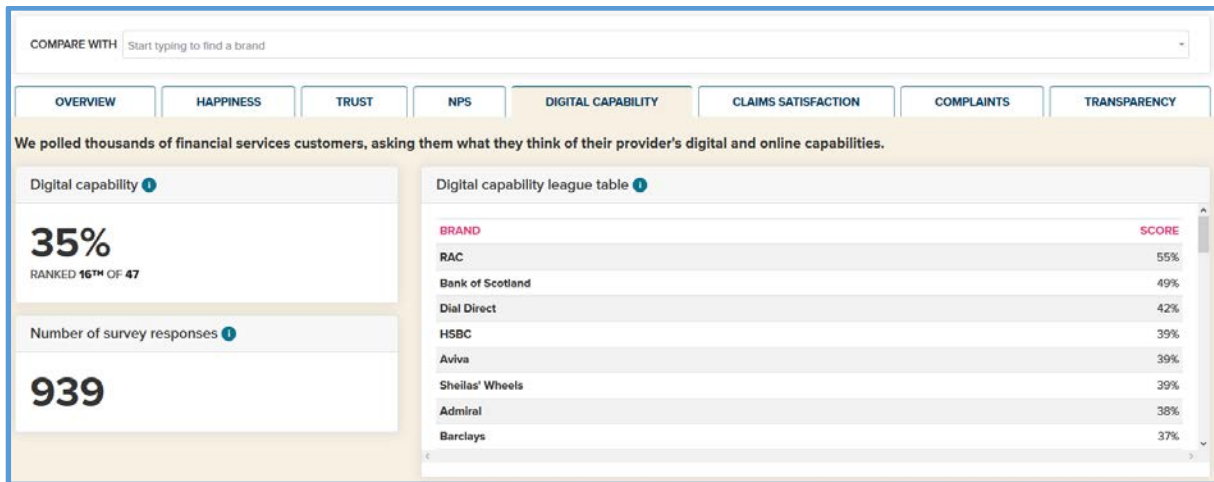 COMPARE WITH Start typing to find a brand
OVERVIEW HAPPINESS TRUST NPS DIGITAL CAPABILITY CLAIMS SATISFACTION COMPLAINTS TRANSPARENCY
We polled thousands of financial services customers, asking them what they think of their provider's digital and online capabilities.
Digital capability
35%
RANKED 16TH OF 47
Number of survey responses
939
Digital capability league table
BRAND SCORE
RAC 55%
Bank of Scotland 49%
Dial Direct 42%
HSBC 39%
Aviva 39%
Sheilas' Wheels 39%
Admiral 38%
Barclays 37%